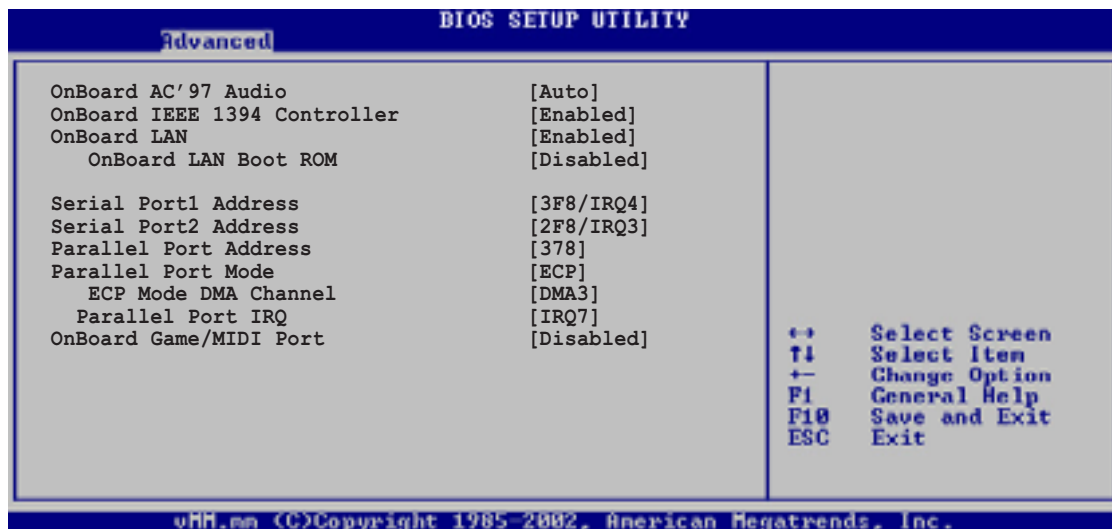 BIOS SETUP UTILITY
Advanced
OnBoard AC'97 Audio [Auto]
OnBoard IEEE 1394 Controller [Enabled]
OnBoard LAN [Enabled]
OnBoard LAN Boot ROM [Disabled]
Serial Port1 Address [3F8/IRQ4]
Serial Port2 Address [2F8/IRQ3]
Parallel Port Address [378]
Parallel Port Mode [ECP]
ECP Mode DMA Channel [DMA3]
Parallel Port IRQ [IRQ7]
OnBoard Game/MIDI Port [Disabled]
←→ Select Screen
↑↓ Select Item
+- Change Option
F1 General Help
F10 Save and Exit
ESC Exit
vMM.mm (C)Copyright 1985-2002, American Megatrends, Inc.